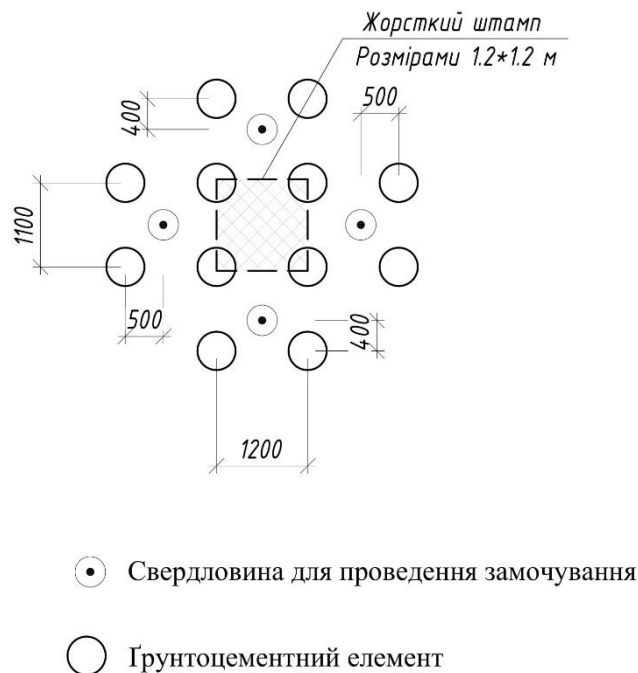 Жорсткий штамп
Розмірами 1.2*1.2 м
400
500
1100
500
400
1200
Свердловина для проведення замочування
Ґрунтоцементний елемент